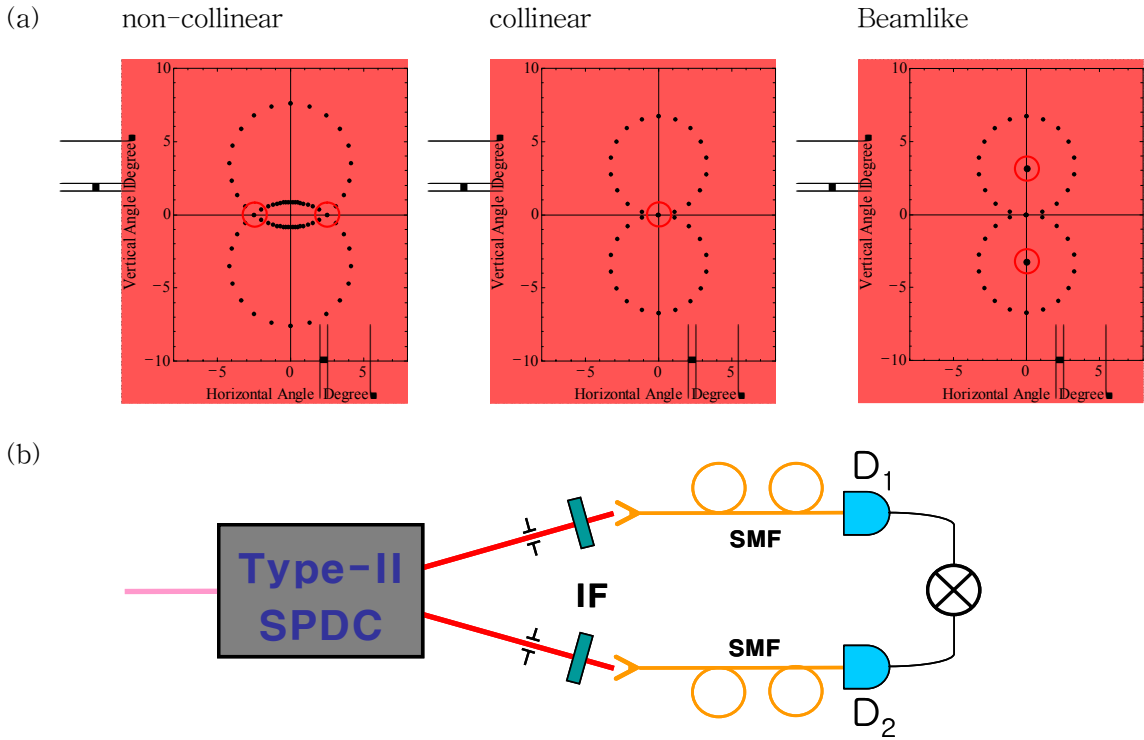 (a) non-collinear collinear Beamlike
10
5
0
−5
−10
−5 0 5
Vertical Angle Degree
Horizontal Angle Degree
10
5
0
−5
−10
−5 0 5
Vertical Angle Degree
Horizontal Angle Degree
10
5
0
−5
−10
−5 0 5
Vertical Angle Degree
Horizontal Angle Degree
(b)
Type-II
SPDC
IF
SMF
D1
SMF
D2